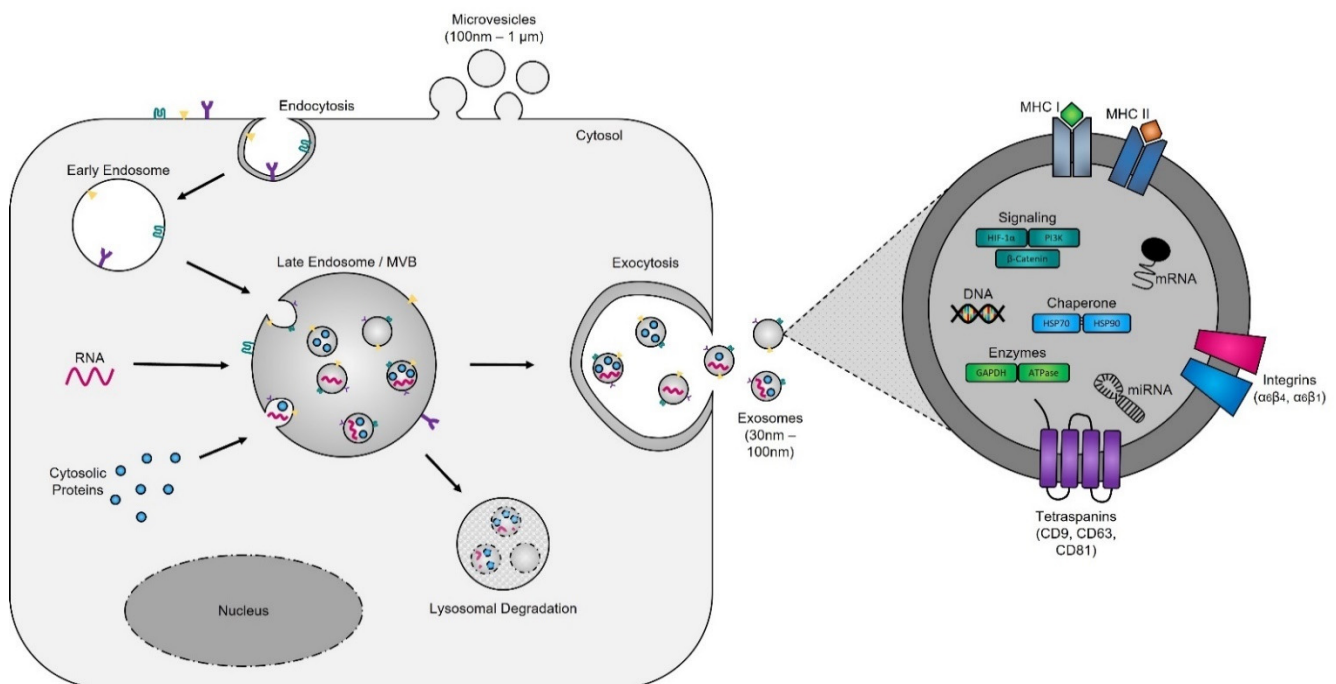 Microvesicles
(100nm – 1 µm)
Endocytosis
Cytosol
Early Endosome
Late Endosome / MVB
Exocytosis
RNA
Cytosolic
Proteins
Exosomes
(30nm –
100nm)
Lysosomal Degradation
Nucleus
MHC I
MHC II
Signaling
HIF-1α
PI3K
β-Catenin
mRNA
DNA
Chaperone
HSP70
HSP90
Enzymes
GAPDH
ATPase
miRNA
Integrins
(α6β4, α6β1)
Tetraspanins
(CD9, CD63,
CD81)